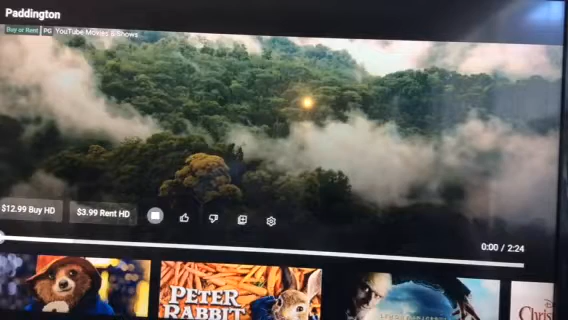 Paddington
Buy or Rent PG YouTube Movies & Shows
$12.99 Buy HD
$3.99 Rent HD
0:00 / 2:24
PETER
RABBIT